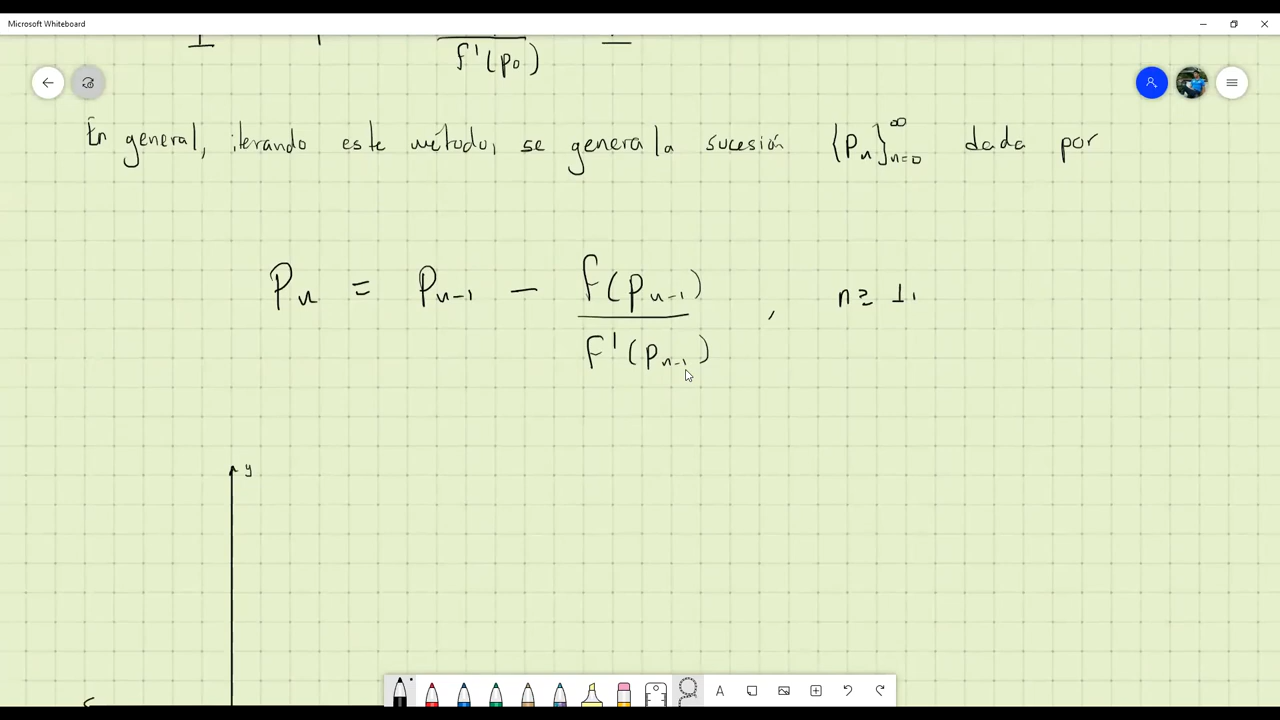 Microsoft Whiteboard
f'(p0)
En general, iterando este método, se genera la sucesión {Pn}∞n=0 dada por
Pn = Pn-1 - f(pn-1) , n ≥ 1.
f'(pn-1)
y
A